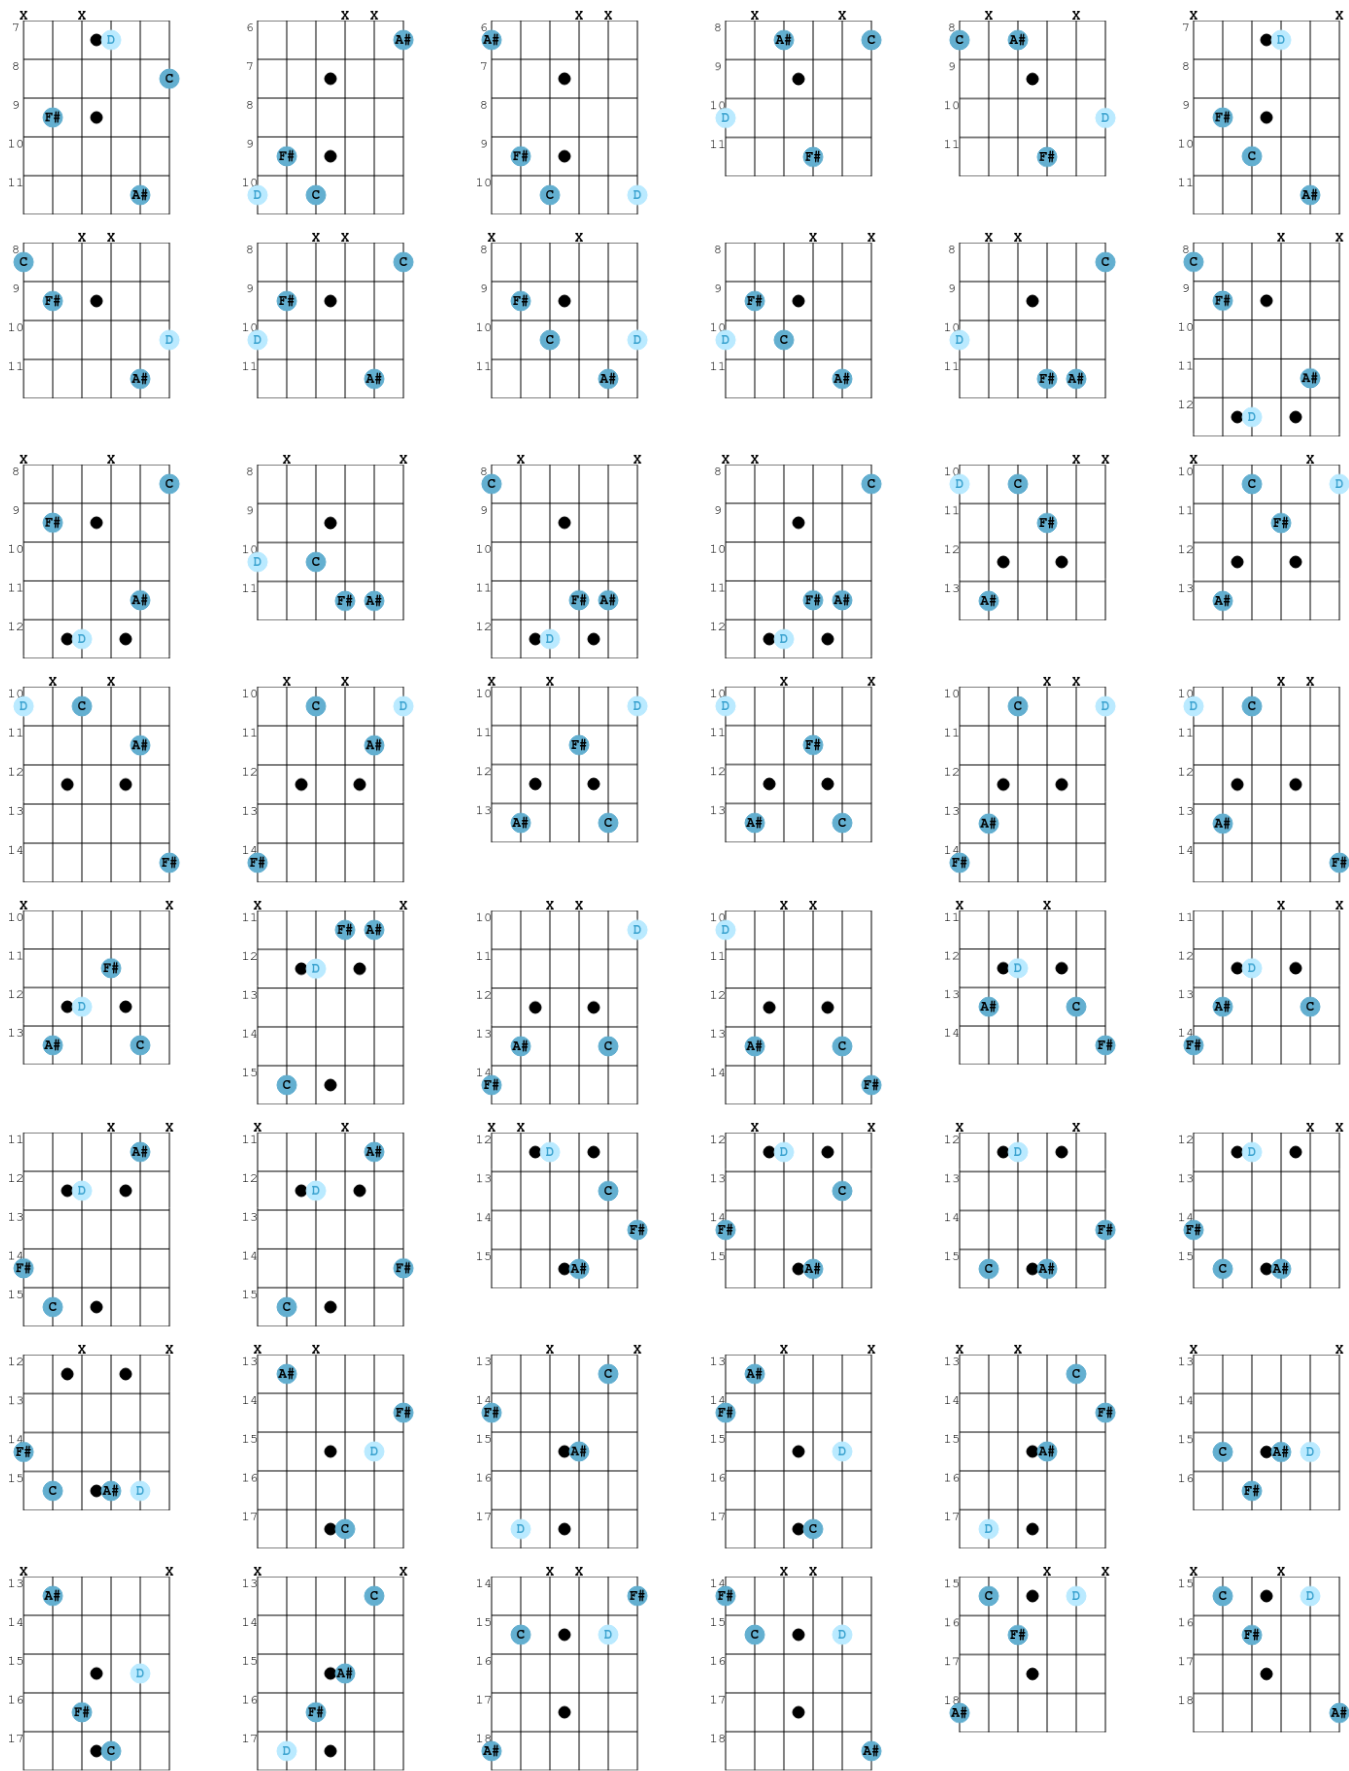 X X X X X X X X X X X X
7 D 6 A# 6 A# 8 A# C 8 C A# 7 D
8 C 7 7 9 9 8
9 F# 8 8 10 D 10 D 9 F#
10 9 F# 9 F# 11 F# 11 F# 10 C
11 A# 10 D C 10 C D 11 A#
X X X X X X X X X X X X
8 C 8 C 8 8 8 C 8 C
9 F# 9 F# 9 F# 9 F# 9 9 F#
10 D 10 D 10 C D 10 D C 10 D 10
11 A# 11 A# 11 A# 11 A# 11 F# A# 11 A#
12 D
X X X X X X X X X X X X
8 C 8 8 C 8 C 10 D C 10 C D
9 F# 9 9 9 11 F# 11 F#
10 10 D C 10 10 12 12
11 A# 11 F# A# 11 F# A# 11 F# A# 13 A# 13 A#
12 D 12 D 12 D
X X X X X X X X X X X X
10 D C 10 C D 10 D 10 D 10 C D 10 D C
11 A# 11 A# 11 F# 11 F# 11 11
12 12 12 12 12 12
13 13 13 A# C 13 A# C 13 A# 13 A#
14 F# 14 F# 14 F# 14 F#
X X X X X X X X X X X X
10 11 F# A# 10 D 10 D 11 11
11 F# 12 D 11 11 12 D 12 D
12 D 13 12 12 13 A# C 13 A# C
13 A# C 14 13 A# C 13 A# C 14 F# 14 F#
15 C 14 F# 14 F#
X X X X X X X X X X X X
11 A# 11 A# 12 D 12 D 12 D 12 D
12 D 12 D 13 C 13 C 13 13
13 13 14 F# 14 F# 14 F# 14 F#
14 F# 14 F# 15 A# 15 A# 15 C A# 15 C A#
15 C 15 C
X X X X X X X X X X X X
12 13 A# 13 C 13 A# 13 C 13
13 14 F# 14 F# 14 F# 14 F# 14
14 F# 15 D 15 A# 15 D 15 A# 15 C A# D
15 C A# D 16 16 16 16 16 F#
17 C 17 D 17 C 17 D
X X X X X X X X X X X X
13 A# 13 C 14 F# 14 F# 15 C D 15 C D
14 14 15 C D 15 C D 16 F# 16 F#
15 D 15 A# 16 16 17 17
16 F# 16 F# 17 17 18 A# 18 A#
17 C 17 D 18 A# 18 A#